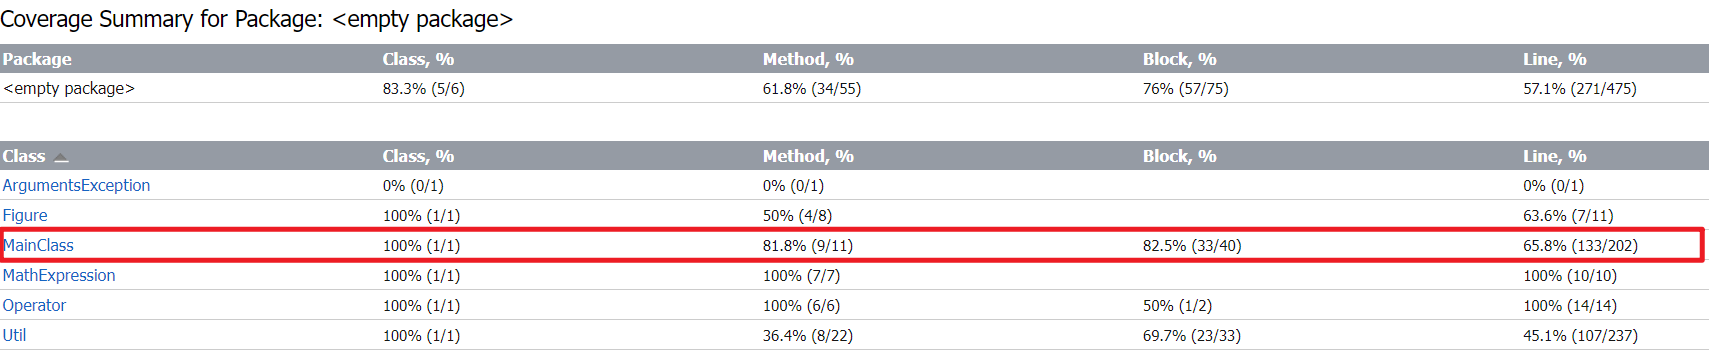 Coverage Summary for Package: <empty package>
Package Class, % Method, % Block, % Line, %
<empty package> 83.3% (5/6) 61.8% (34/55) 76% (57/75) 57.1% (271/475)
Class Class, % Method, % Block, % Line, %
ArgumentsException 0% (0/1) 0% (0/1) 0% (0/1)
Figure 100% (1/1) 50% (4/8) 63.6% (7/11)
MainClass 100% (1/1) 81.8% (9/11) 82.5% (33/40) 65.8% (133/202)
MathExpression 100% (1/1) 100% (7/7) 100% (10/10)
Operator 100% (1/1) 100% (6/6) 50% (1/2) 100% (14/14)
Util 100% (1/1) 36.4% (8/22) 69.7% (23/33) 45.1% (107/237)